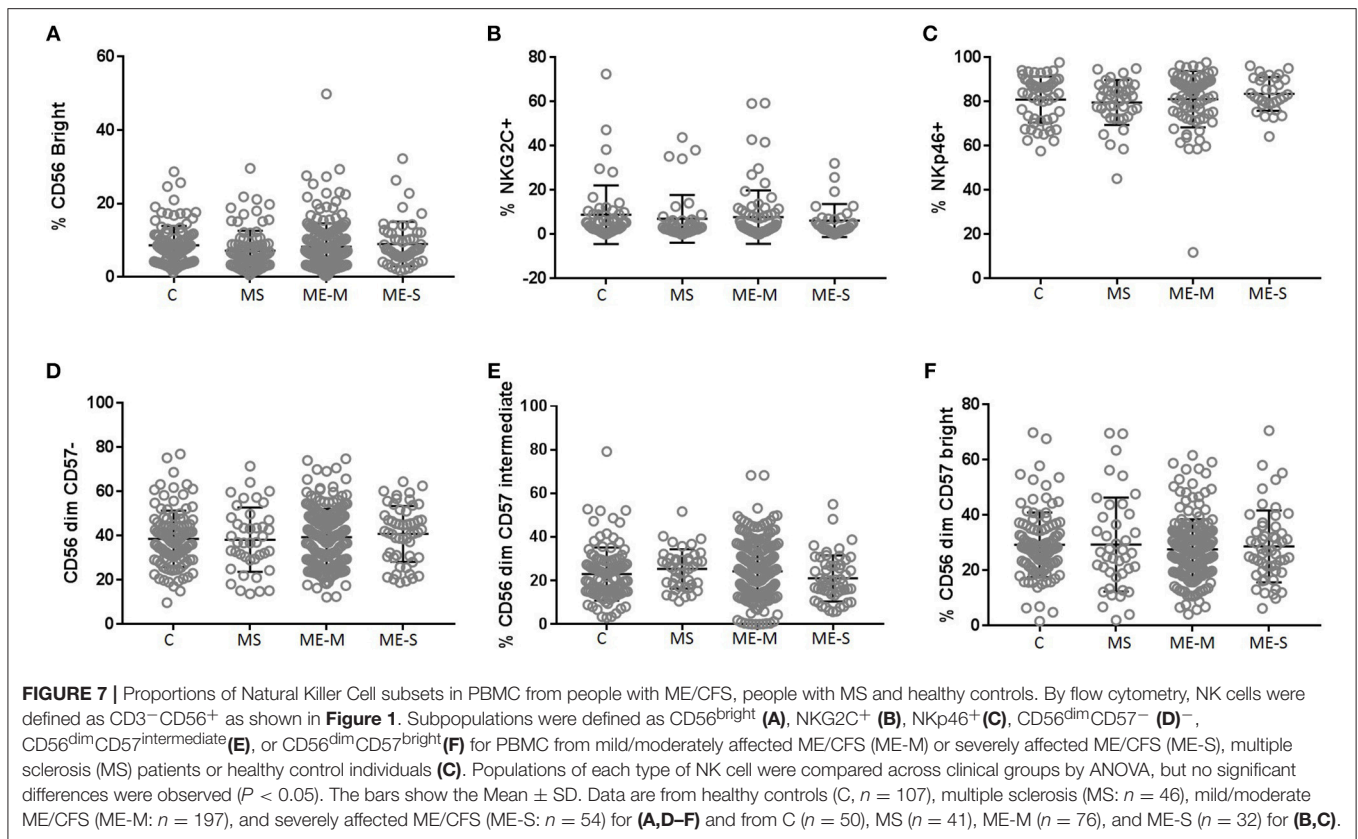 A
% CD56 Bright
60
40
20
0
C MS ME-M ME-S
B
% NKG2C+
80
60
40
20
0
-20
C MS ME-M ME-S
C
% NKp46+
100
80
60
40
20
0
C MS ME-M ME-S
D
CD56 dim CD57-
100
80
60
40
20
0
C MS ME-M ME-S
E
% CD56 dim CD57 intermediate
100
80
60
40
20
0
C MS ME-M ME-S
F
% CD56 dim CD57 bright
80
60
40
20
0
C MS ME-M ME-S
FIGURE 7 | Proportions of Natural Killer Cell subsets in PBMC from people with ME/CFS, people with MS and healthy controls. By flow cytometry, NK cells were
defined as CD3−CD56+ as shown in Figure 1. Subpopulations were defined as CD56bright (A), NKG2C+ (B), NKp46+ (C), CD56dimCD57− (D)−,
CD56dimCD57intermediate(E), or CD56dimCD57bright(F) for PBMC from mild/moderately affected ME/CFS (ME-M) or severely affected ME/CFS (ME-S), multiple
sclerosis (MS) patients or healthy control individuals (C). Populations of each type of NK cell were compared across clinical groups by ANOVA, but no significant
differences were observed (P < 0.05). The bars show the Mean ± SD. Data are from healthy controls (C, n = 107), multiple sclerosis (MS: n = 46), mild/moderate
ME/CFS (ME-M: n = 197), and severely affected ME/CFS (ME-S: n = 54) for (A,D–F) and from C (n = 50), MS (n = 41), ME-M (n = 76), and ME-S (n = 32) for (B,C).